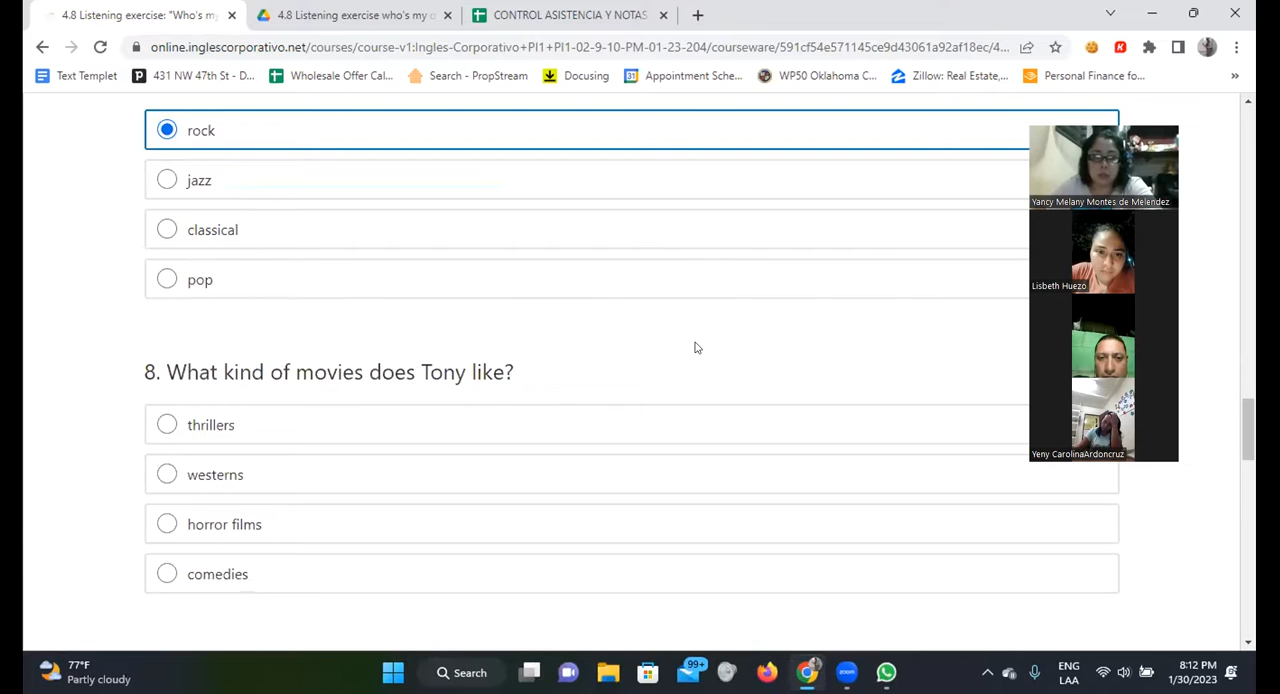 4.8 Listening exercise: "Who's my
4.8 Listening exercise who's my c
CONTROL ASISTENCIA Y NOTAS
online.inglescorporativo.net/courses/course-v1:Ingles-Corporativo+PI1+PI1-02-9-10-PM-01-23-204/courseware/591cf54e571145ce9d43061a92af18ec/4...
Text Templet
431 NW 47th St - D...
Wholesale Offer Cal...
Search - PropStream
Docusing
Appointment Sche...
WP50 Oklahoma C...
Zillow: Real Estate,...
Personal Finance fo...
rock
jazz
classical
pop
8. What kind of movies does Tony like?
thrillers
westerns
horror films
comedies
Yancy Melany Montes de Melendez
Lisbeth Huezo
Yeny CarolinaArdoncruz
77°F
Partly cloudy
Search
99+
zoom
ENG
LAA
8:12 PM
1/30/2023